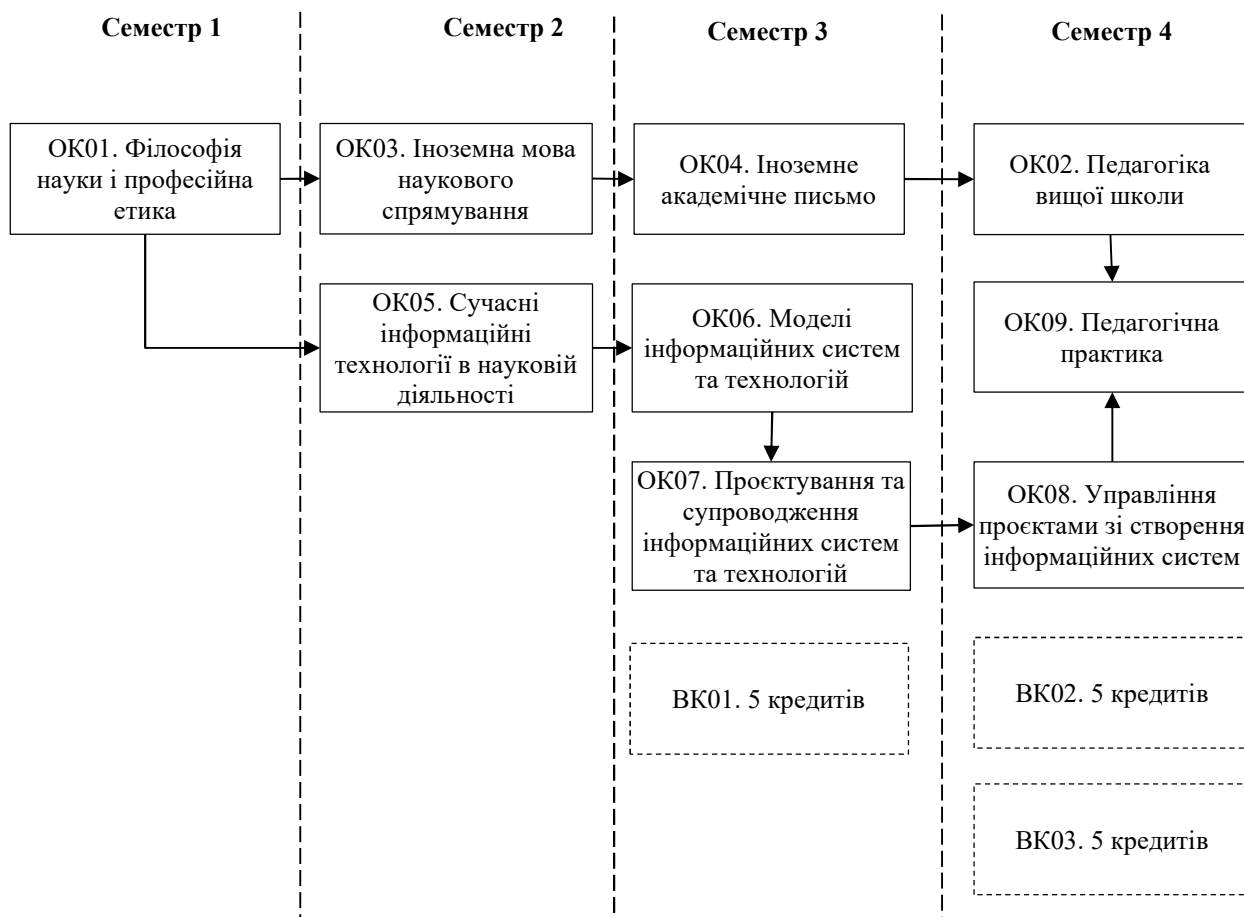 Семестр 1
Семестр 2
Семестр 3
Семестр 4
ОК01. Філософія
науки і професійна
етика
ОК03. Іноземна мова
наукового
спрямування
ОК04. Іноземне
академічне письмо
ОК02. Педагогіка
вищої школи
ОК05. Сучасні
інформаційні
технології в науковій
діяльності
ОК06. Моделі
інформаційних систем
та технологій
ОК09. Педагогічна
практика
ОК07. Проєктування та
супроводження
інформаційних систем
та технологій
ОК08. Управління
проєктами зі створення
інформаційних систем
ВК01. 5 кредитів
ВК02. 5 кредитів
ВК03. 5 кредитів